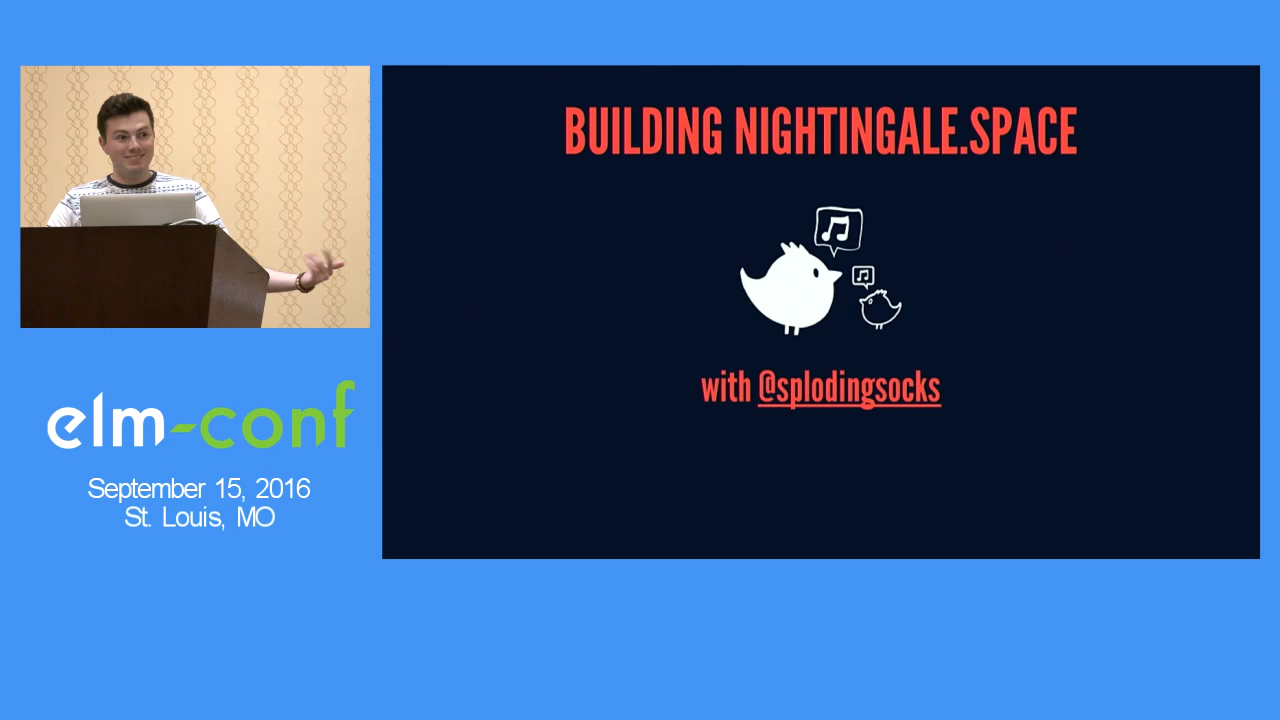 BUILDING NIGHTINGALE.SPACE
with @splodingsocks
elm-conf
September 15, 2016
St. Louis, MO